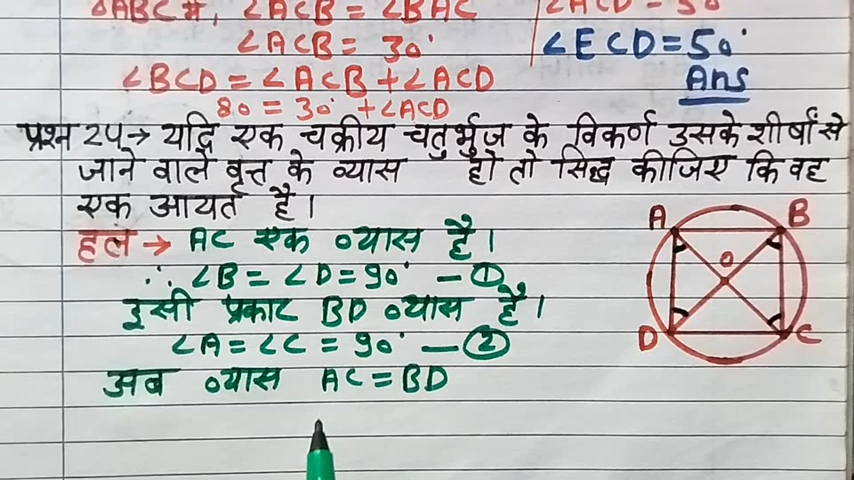 △ABC में, ∠ACB = ∠BAC
∠ACB = 30°
∠BCD = ∠ACB + ∠ACD
80 = 30° + ∠ACD
∠ECD = 50°
Ans
प्रश्न 24→ यदि एक चक्रीय चतुर्भुज के विकर्ण उसके शीर्षों से
जाने वाले वृत्त के व्यास हो तो सिद्ध कीजिए कि वह
एक आयत है।
हल → AC एक व्यास है।
∴ ∠B = ∠D = 90° — ①
इसी प्रकार BD व्यास है।
∠A = ∠C = 90° — ②
अब व्यास AC = BD
A B
O
D C